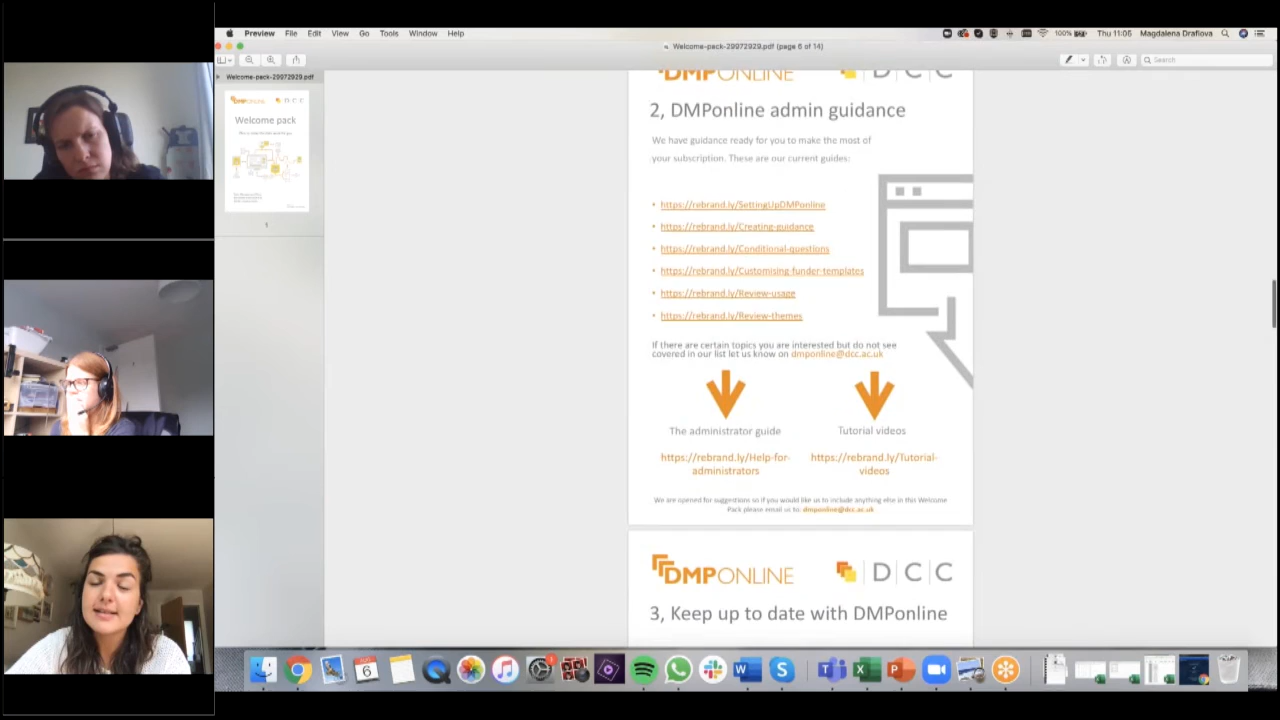 Preview File Edit View Go Tools Window Help
100% Thu 11:05 Magdalena Drafiova
Welcome-pack-29972929.pdf (page 6 of 14)
Search
Welcome-pack-29972929.pdf
DMPONLINE DCC
Welcome pack
1
DMPONLINE DCC
2, DMPonline admin guidance
We have guidance ready for you to make the most of
your subscription. These are our current guides:
• https://rebrand.ly/SettingUpDMPonline
• https://rebrand.ly/Creating-guidance
• https://rebrand.ly/Conditional-questions
• https://rebrand.ly/Customising-funder-templates
• https://rebrand.ly/Review-usage
• https://rebrand.ly/Review-themes
If there are certain topics you are interested but do not see
covered in our list let us know on dmponline@dcc.ac.uk
The administrator guide
https://rebrand.ly/Help-for-
administrators
Tutorial videos
https://rebrand.ly/Tutorial-
videos
We are opened for suggestions so if you would like us to include anything else in this Welcome
Pack please email us to: dmponline@dcc.ac.uk
DMPONLINE D|C|C
3, Keep up to date with DMPonline